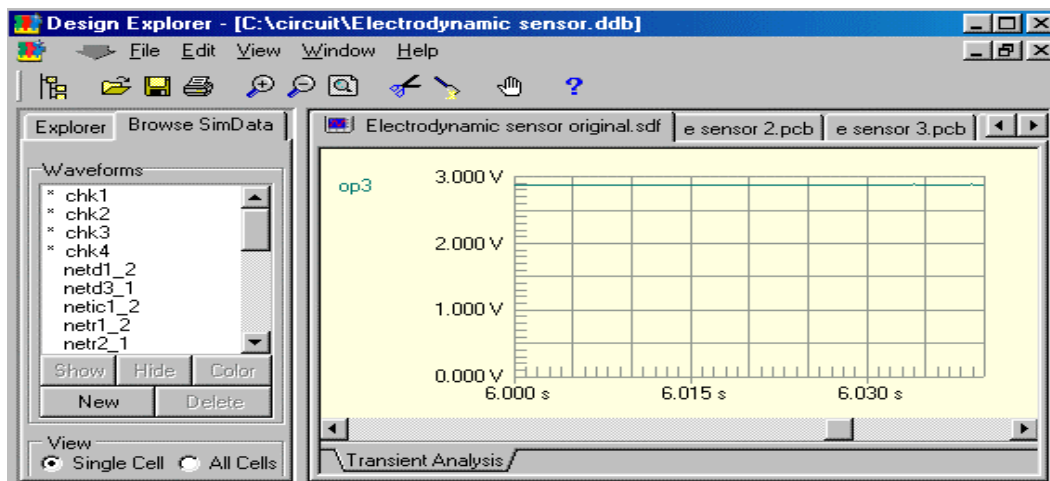 Design Explorer - [C:\circuit\Electrodynamic sensor.ddb]
File Edit View Window Help
?
Explorer Browse SimData
Electrodynamic sensor original.sdf e sensor 2.pcb e sensor 3.pcb
Waveforms
* chk1
* chk2
* chk3
* chk4
netd1_2
netd3_1
netic1_2
netr1_2
netr2_1
Show Hide Color
New Delete
View
Single Cell All Cells
op3
3.000 V
2.000 V
1.000 V
0.000 V
6.000 s 6.015 s 6.030 s
Transient Analysis